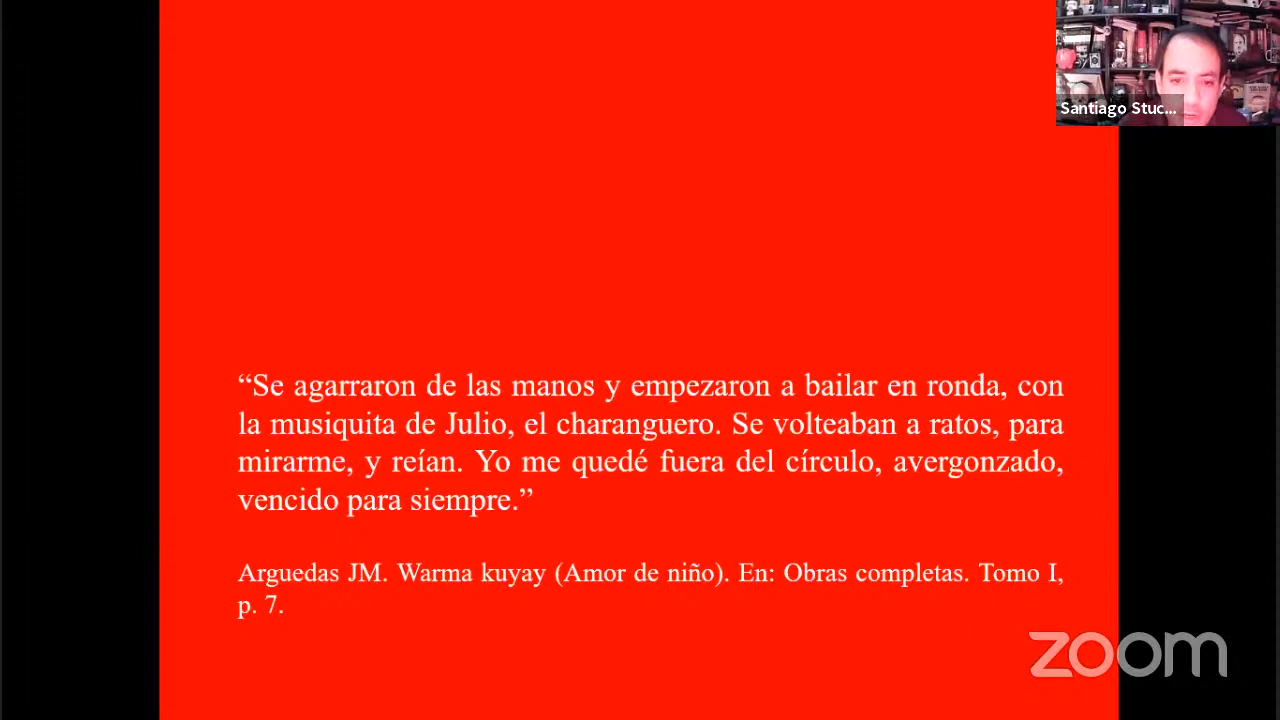 Santiago Stuc...
“Se agarraron de las manos y empezaron a bailar en ronda, con
la musiquita de Julio, el charanguero. Se volteaban a ratos, para
mirarme, y reían. Yo me quedé fuera del círculo, avergonzado,
vencido para siempre.”
Arguedas JM. Warma kuyay (Amor de niño). En: Obras completas. Tomo I,
p. 7.
zoom